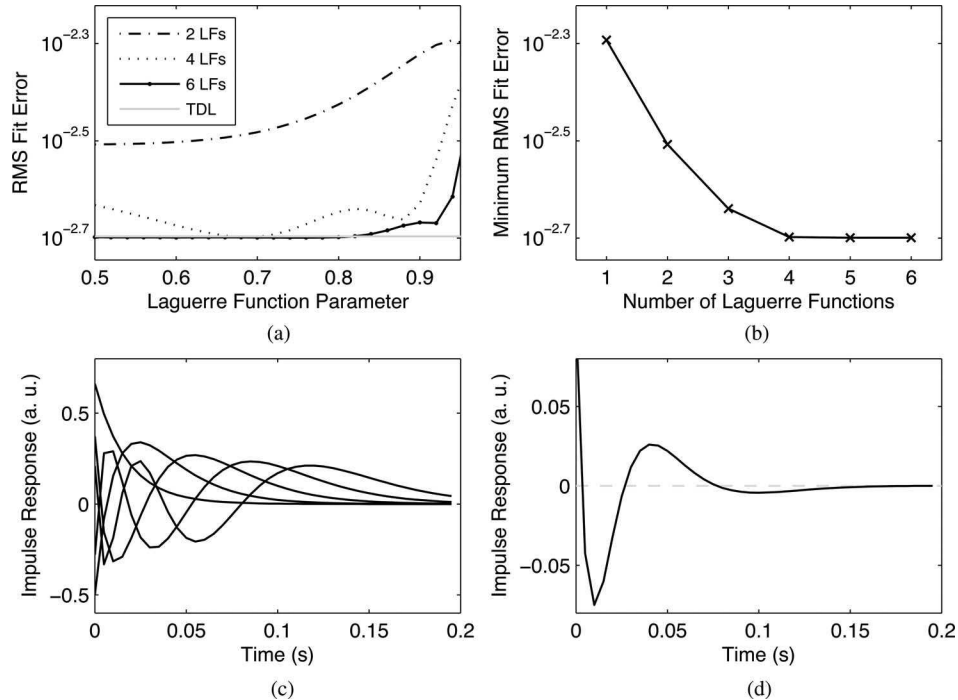 10^-2.3
10^-2.5
10^-2.7
RMS Fit Error
2 LFs
4 LFs
6 LFs
TDL
0.5 0.6 0.7 0.8 0.9
Laguerre Function Parameter
(a)
10^-2.3
10^-2.5
10^-2.7
Minimum RMS Fit Error
1 2 3 4 5 6
Number of Laguerre Functions
(b)
0.5
0
-0.5
Impulse Response (a. u.)
0 0.05 0.1 0.15 0.2
Time (s)
(c)
0.05
0
-0.05
Impulse Response (a. u.)
0 0.05 0.1 0.15 0.2
Time (s)
(d)